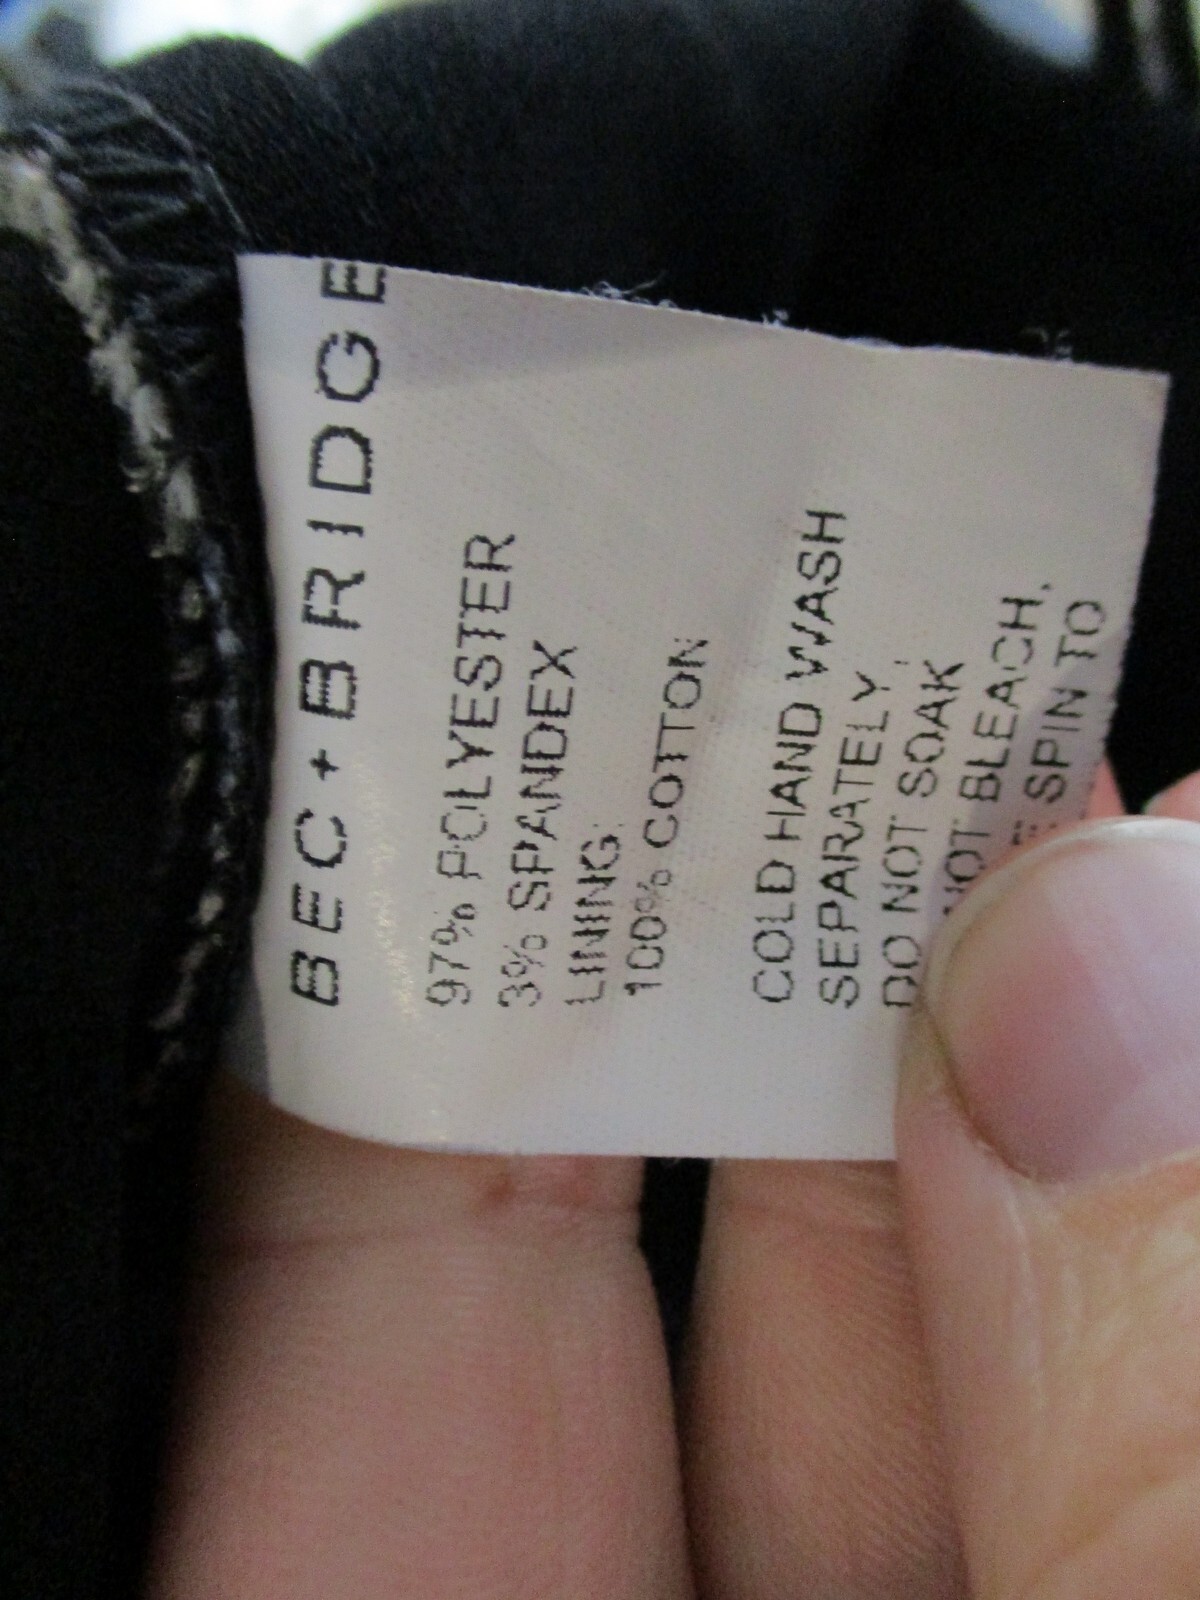 BEC + BRIDGE
97% POLYESTER
3% SPANDEX
LINING:
100% COTTON
COLD HAND WASH
SEPARATELY.
DO NOT SOAK
NOT BLEACH,
SPIN TO